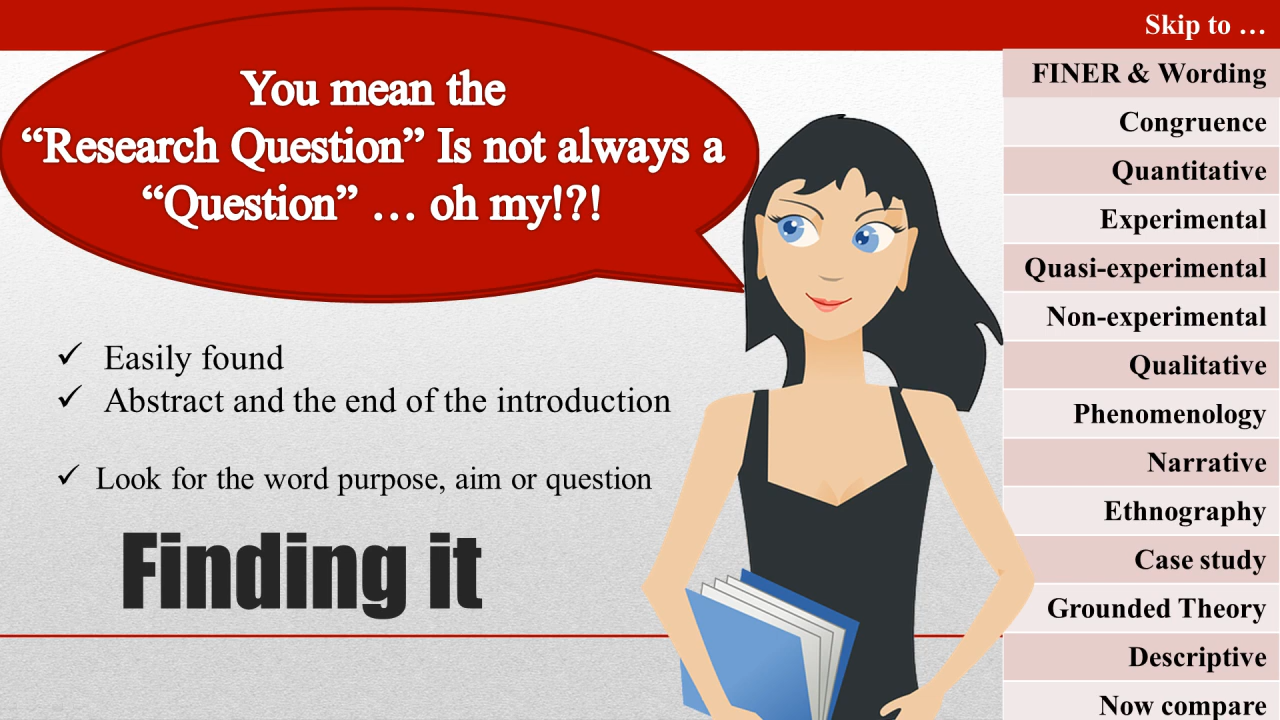 You mean the
“Research Question” Is not always a
“Question” … oh my!?!
✓ Easily found
✓ Abstract and the end of the introduction
✓ Look for the word purpose, aim or question
Finding it
Skip to …
FINER & Wording
Congruence
Quantitative
Experimental
Quasi-experimental
Non-experimental
Qualitative
Phenomenology
Narrative
Ethnography
Case study
Grounded Theory
Descriptive
Now compare